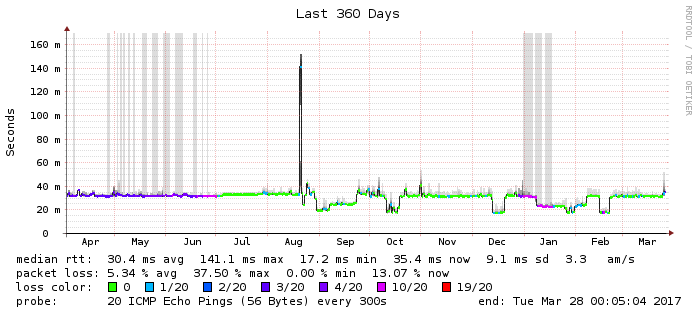 Last 360 Days
RRDTOOL / TOBI OETIKER
Seconds
160 m
140 m
120 m
100 m
80 m
60 m
40 m
20 m
0
Apr May Jun Jul Aug Sep Oct Nov Dec Jan Feb Mar
median rtt: 30.4 ms avg 141.1 ms max 17.2 ms min 35.4 ms now 9.1 ms sd 3.3 am/s
packet loss: 5.34 % avg 37.50 % max 0.00 % min 13.07 % now
loss color: 0 1/20 2/20 3/20 4/20 10/20 19/20
probe: 20 ICMP Echo Pings (56 Bytes) every 300s end: Tue Mar 28 00:05:04 2017